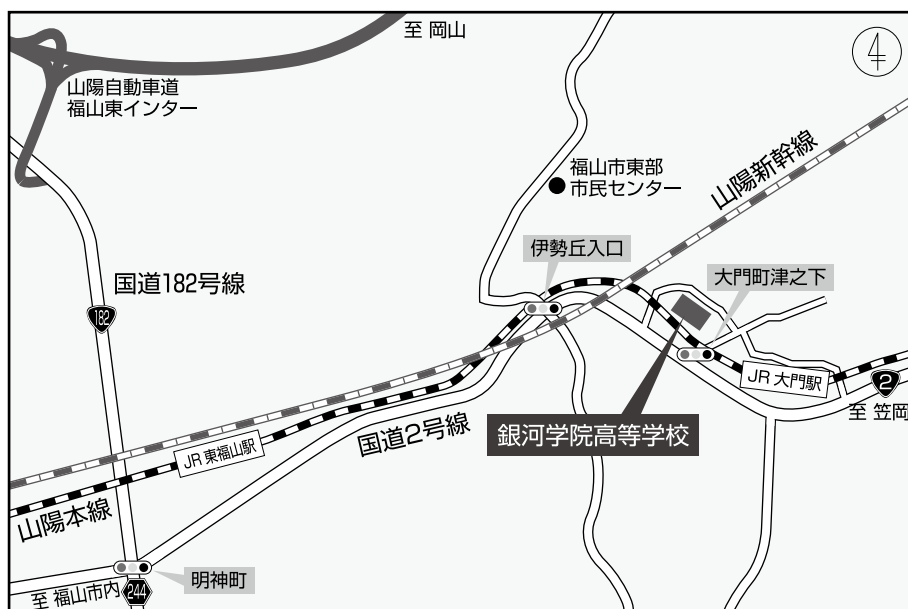 至 岡山
山陽自動車道
福山東インター
福山市東部
市民センター
山陽新幹線
伊勢丘入口
大門町津之下
国道182号線
182
JR 大門駅
2
至 笠岡
国道2号線
銀河学院高等学校
JR 東福山駅
山陽本線
明神町
至 福山市内
244